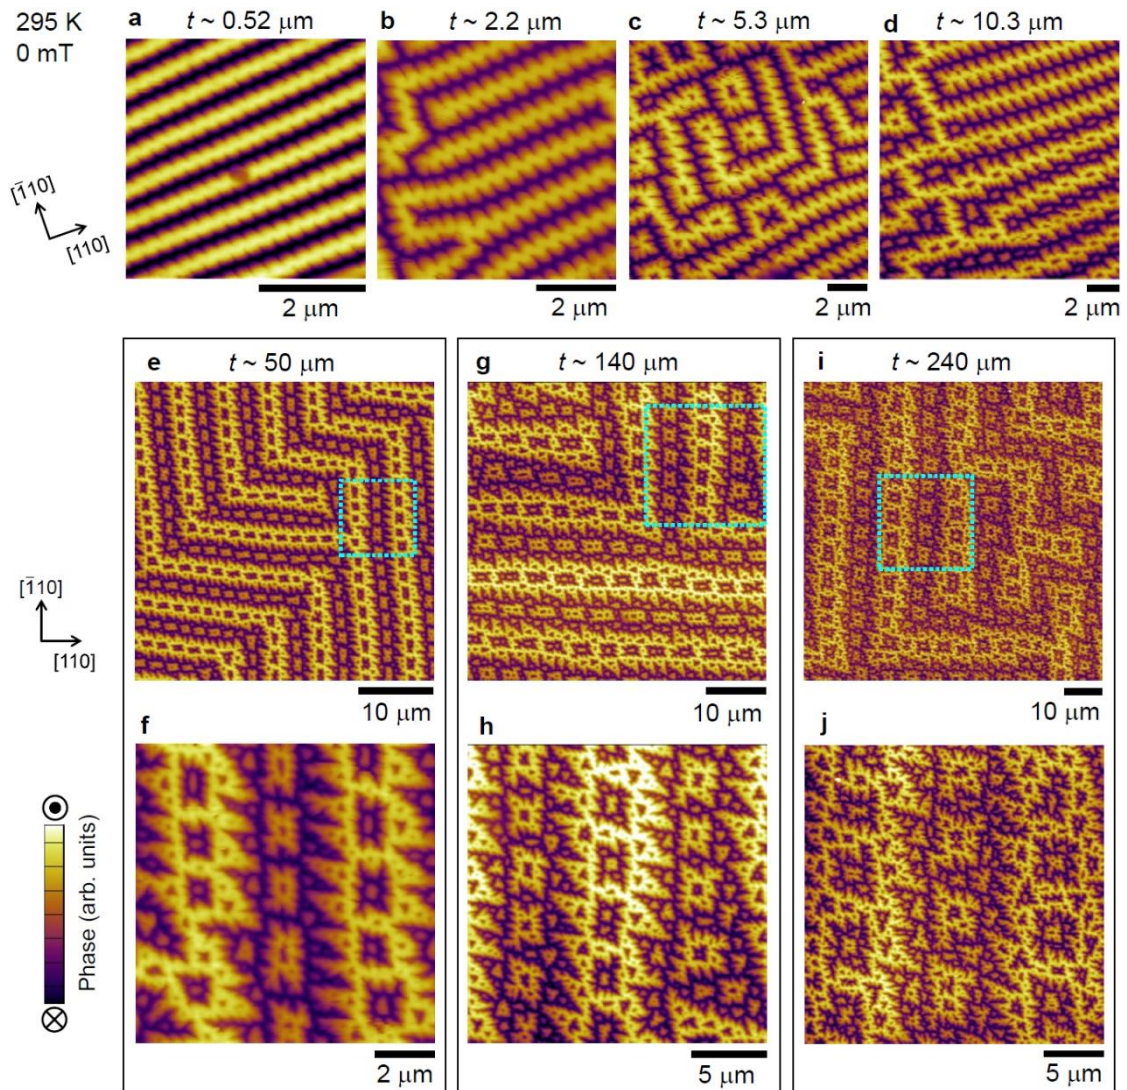 295 K
0 mT
a t ~ 0.52 μm
b t ~ 2.2 μm
c t ~ 5.3 μm
d t ~ 10.3 μm
[1̄10]
[110]
2 μm
2 μm
2 μm
2 μm
e t ~ 50 μm
g t ~ 140 μm
i t ~ 240 μm
[1̄10]
[110]
10 μm
10 μm
10 μm
f
h
j
Phase (arb. units)
2 μm
5 μm
5 μm